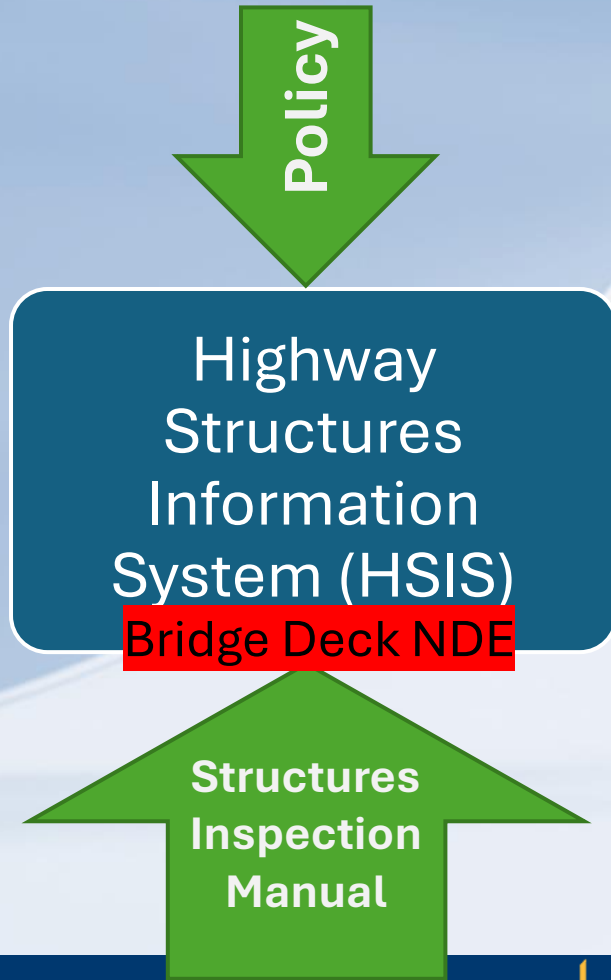 Policy
Highway
Structures
Information
System (HSIS)
Bridge Deck NDE
Structures
Inspection
Manual